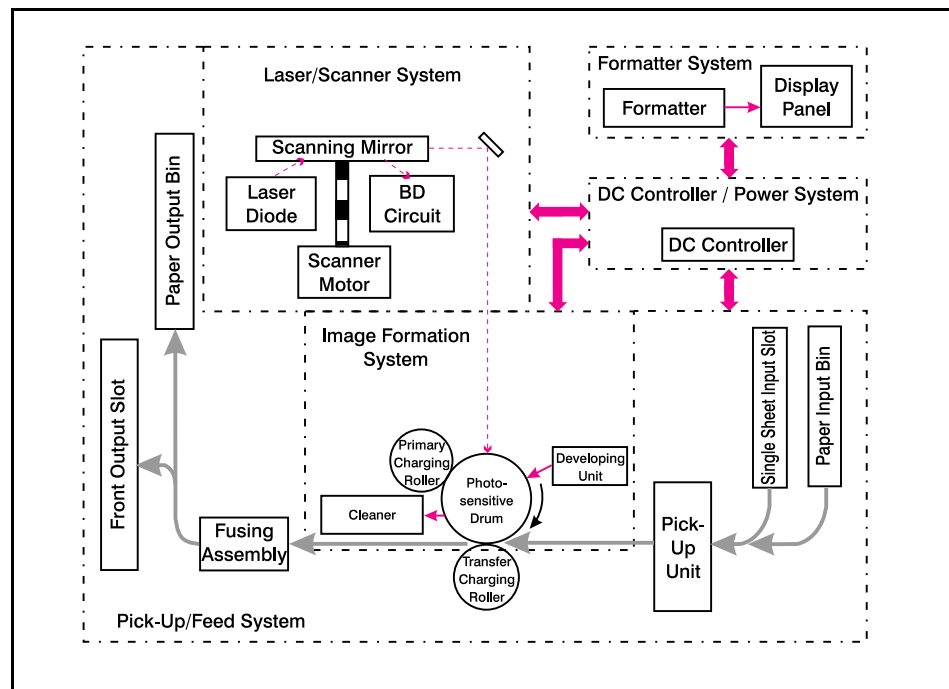 Laser/Scanner System
Scanning Mirror
Laser
Diode
BD
Circuit
Scanner
Motor
Formatter System
Formatter
Display
Panel
DC Controller / Power System
DC Controller
Paper Output Bin
Front Output Slot
Image Formation
System
Primary
Charging
Roller
Photo-
sensitive
Drum
Developing
Unit
Cleaner
Transfer
Charging
Roller
Fusing
Assembly
Pick-
Up
Unit
Single Sheet Input Slot
Paper Input Bin
Pick-Up/Feed System